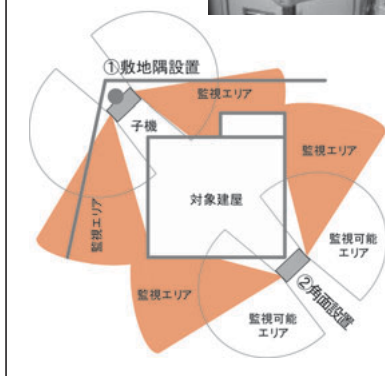 ①敷地隅設置
監視エリア
子機
監視エリア
対象建屋
監視エリア
監視可能
エリア
監視エリア
②角面設置
監視可能
エリア